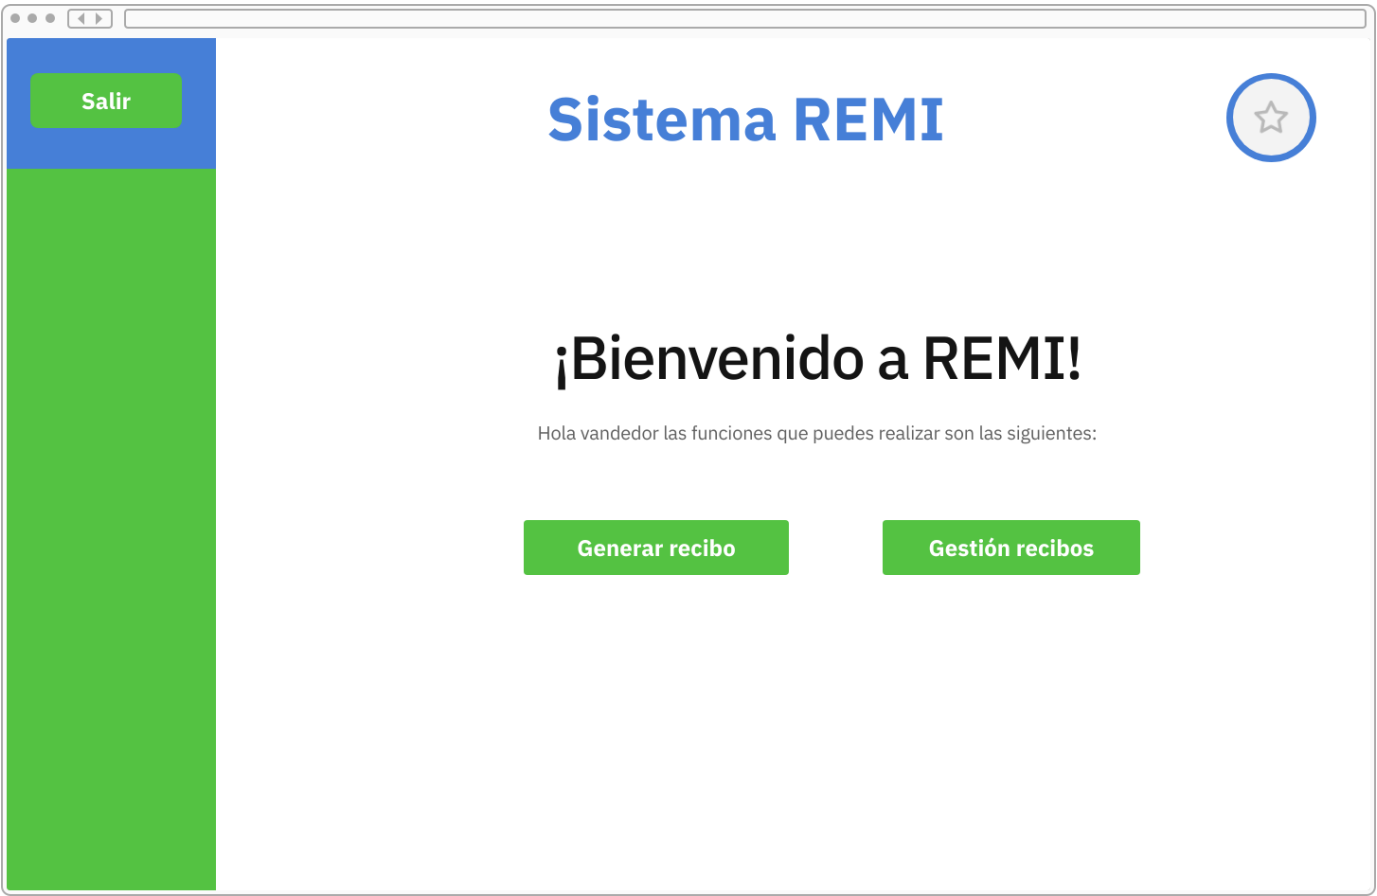 Salir
Sistema REMI
¡Bienvenido a REMI!
Hola vandedor las funciones que puedes realizar son las siguientes:
Generar recibo
Gestión recibos